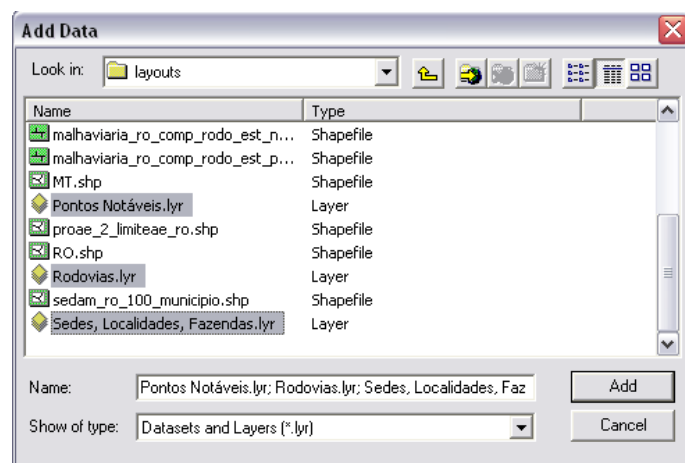 Add Data
Look in: layouts
Name Type
malhaviaria_ro_comp_rodo_est_n... Shapefile
malhaviaria_ro_comp_rodo_est_p... Shapefile
MT.shp Shapefile
Pontos Notáveis.lyr Layer
proae_2_limiteae_ro.shp Shapefile
RO.shp Shapefile
Rodovias.lyr Layer
sedam_ro_100_municipio.shp Shapefile
Sedes, Localidades, Fazendas.lyr Layer
Name: Pontos Notáveis.lyr; Rodovias.lyr; Sedes, Localidades, Faz Add
Show of type: Datasets and Layers (*.lyr) Cancel